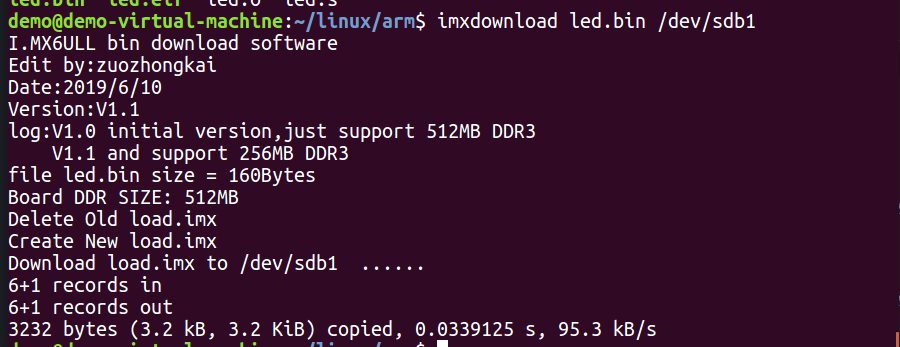 led.bin led.elf led.o led.s
demo@demo-virtual-machine:~/linux/arm$ imxdownload led.bin /dev/sdb1
I.MX6ULL bin download software
Edit by:zuozhongkai
Date:2019/6/10
Version:V1.1
log:V1.0 initial version,just support 512MB DDR3
    V1.1 and support 256MB DDR3
file led.bin size = 160Bytes
Board DDR SIZE: 512MB
Delete Old load.imx
Create New load.imx
Download load.imx to /dev/sdb1  ......
6+1 records in
6+1 records out
3232 bytes (3.2 kB, 3.2 KiB) copied, 0.0339125 s, 95.3 kB/s
demo@demo-virtual-machine:~/linux/arm$